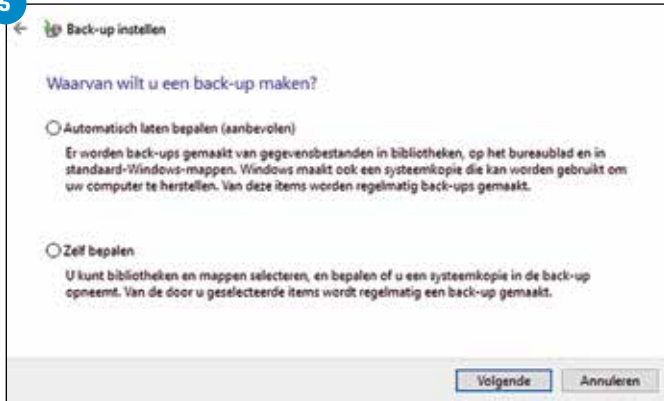 Back-up instellen
Waarvan wilt u een back-up maken?
Automatisch laten bepalen (aanbevolen)
Er worden back-ups gemaakt van gegevensbestanden in bibliotheken, op het bureaublad en in
standaard-Windows-mappen. Windows maakt ook een systeemkopie die kan worden gebruikt om
uw computer te herstellen. Van deze items worden regelmatig back-ups gemaakt.
Zelf bepalen
U kunt bibliotheken en mappen selecteren, en bepalen of u een systeemkopie in de back-up
opneemt. Van de door u geselecteerde items wordt regelmatig een back-up gemaakt.
Volgende Annuleren